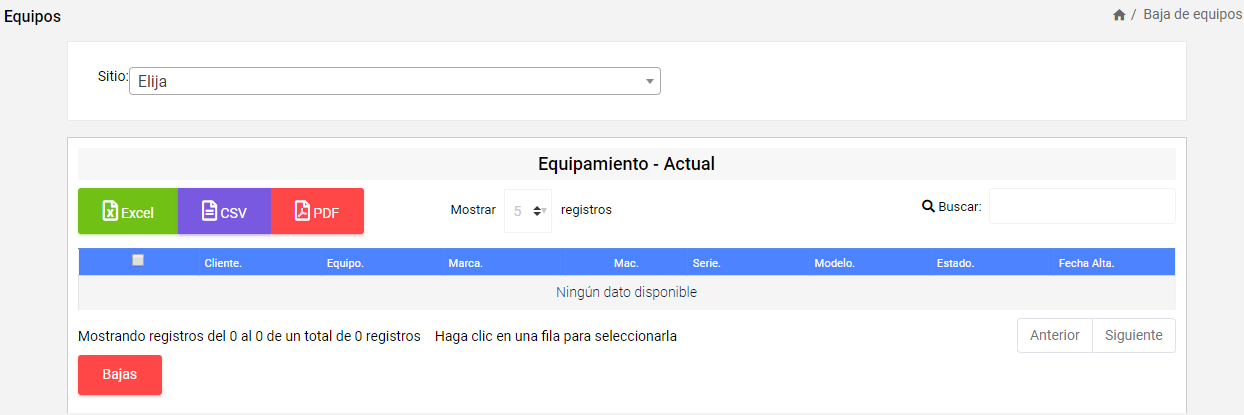 Equipos
/ Baja de equipos
Sitio: Elija
Equipamiento - Actual
Excel CSV PDF Mostrar 5 registros Buscar:
Cliente. Equipo. Marca. Mac. Serie. Modelo. Estado. Fecha Alta.
Ningún dato disponible
Mostrando registros del 0 al 0 de un total de 0 registros Haga clic en una fila para seleccionarla Anterior Siguiente
Bajas